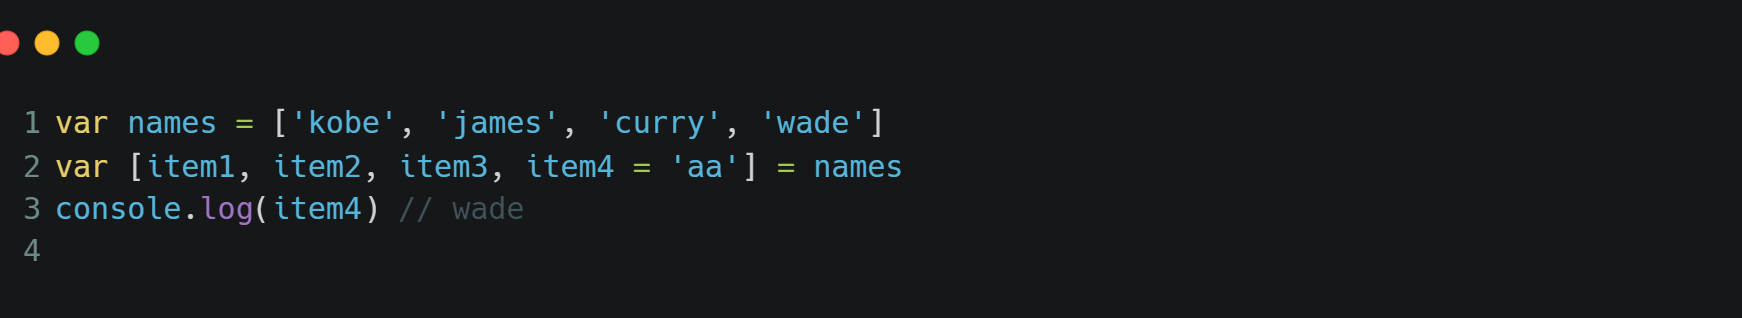 1 var names = ['kobe', 'james', 'curry', 'wade']
2 var [item1, item2, item3, item4 = 'aa'] = names
3 console.log(item4) // wade
4